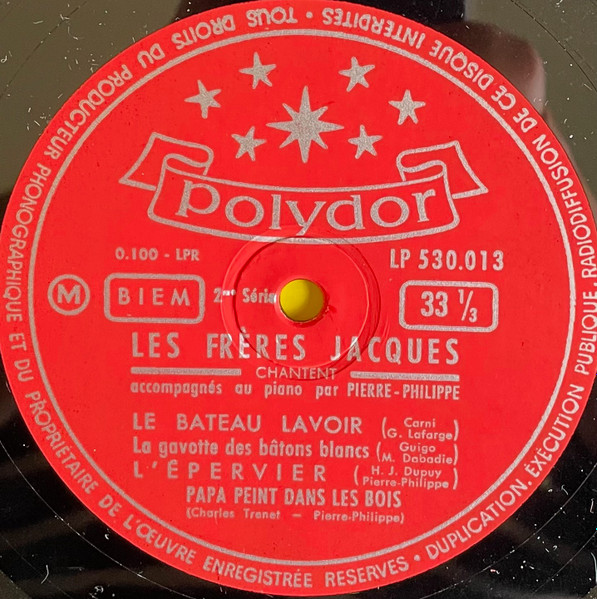 TOUS DROITS DU PRODUCTEUR PHONOGRAPHIQUE ET DU PROPRIÉTAIRE DE L'ŒUVRE ENREGISTRÉE RESERVES • DUPLICATION, EXÉCUTION PUBLIQUE, RADIODIFFUSION DE CE DISQUE INTERDITES •
polydor
0.100 - LPR
LP 530.013
M
BIEM
2me Série
33 1/3
LES FRÈRES JACQUES
CHANTENT
accompagnés au piano par PIERRE-PHILIPPE
LE BATEAU LAVOIR (Carni
G. Lafarge)
La gavotte des bâtons blancs (Guigo
M. Dabadie)
L'ÉPERVIER (H. J. Dupuy
Pierre-Philippe)
PAPA PEINT DANS LES BOIS
(Charles Trenet — Pierre-Philippe)